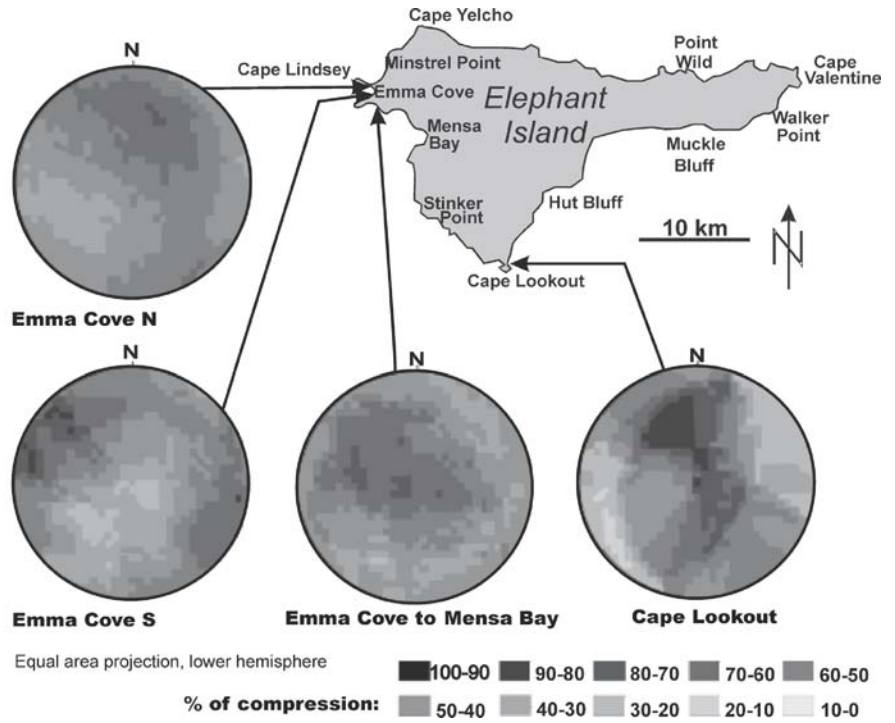 Cape Yelcho
N
Cape Lindsey
Minstrel Point
Point
Wild
Cape
Valentine
Emma Cove
Elephant
Island
Walker
Point
Mensa
Bay
Muckle
Bluff
Stinker
Point
Hut Bluff
10 km
N
Cape Lookout
Emma Cove N
N
N
N
Emma Cove S
Emma Cove to Mensa Bay
Cape Lookout
Equal area projection, lower hemisphere
100-90 90-80 80-70 70-60 60-50
% of compression: 50-40 40-30 30-20 20-10 10-0